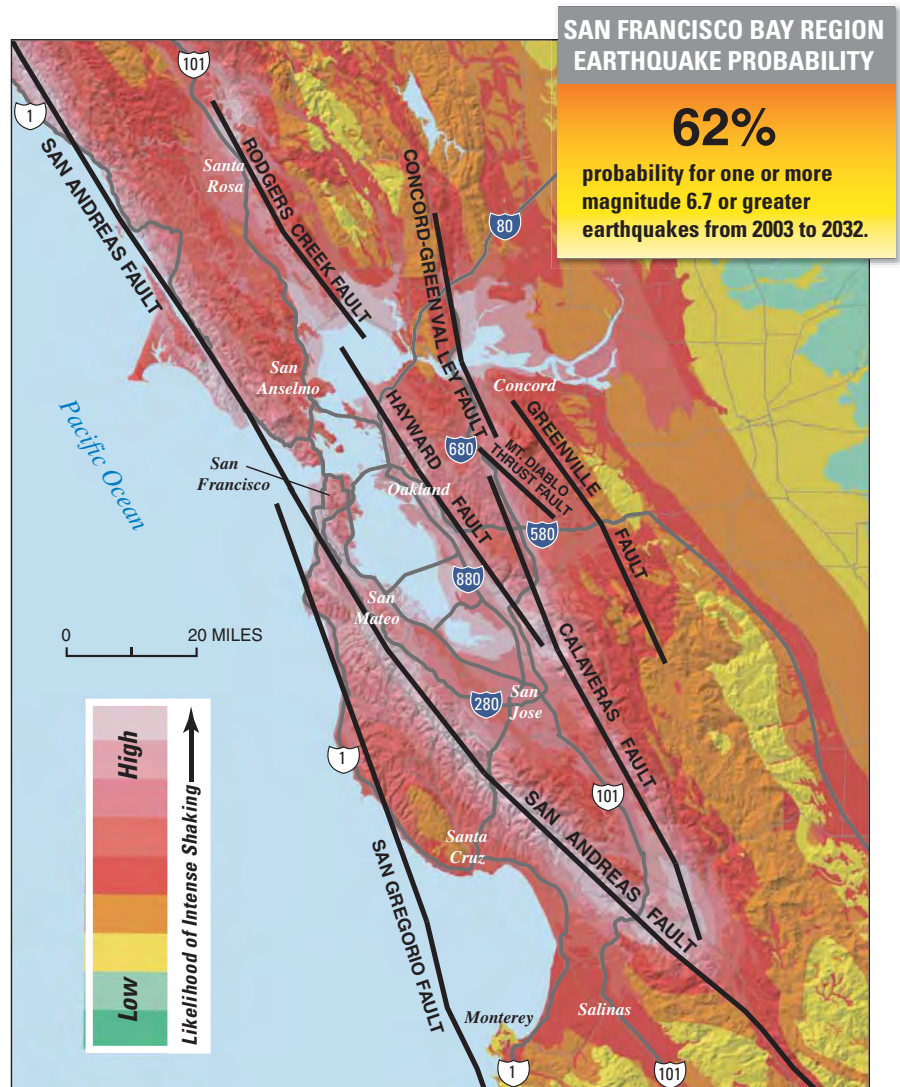 SAN FRANCISCO BAY REGION
EARTHQUAKE PROBABILITY
62%
probability for one or more
magnitude 6.7 or greater
earthquakes from 2003 to 2032.
101
1
SAN ANDREAS FAULT
Santa
Rosa
RODGERS CREEK FAULT
CONCORD-GREEN VALLEY FAULT
80
San
Anselmo
Concord
HAYWARD
FAULT
GREENVILLE
FAULT
680
MT. DIABLO
THRUST FAULT
Pacific Ocean
San
Francisco
Oakland
580
880
San
Mateo
0
20 MILES
CALAVERAS
FAULT
San
Jose
280
1
101
High
Low
Likelihood of Intense Shaking
SAN ANDREAS FAULT
Santa
Cruz
SAN GREGORIO FAULT
Monterey
Salinas
1
101